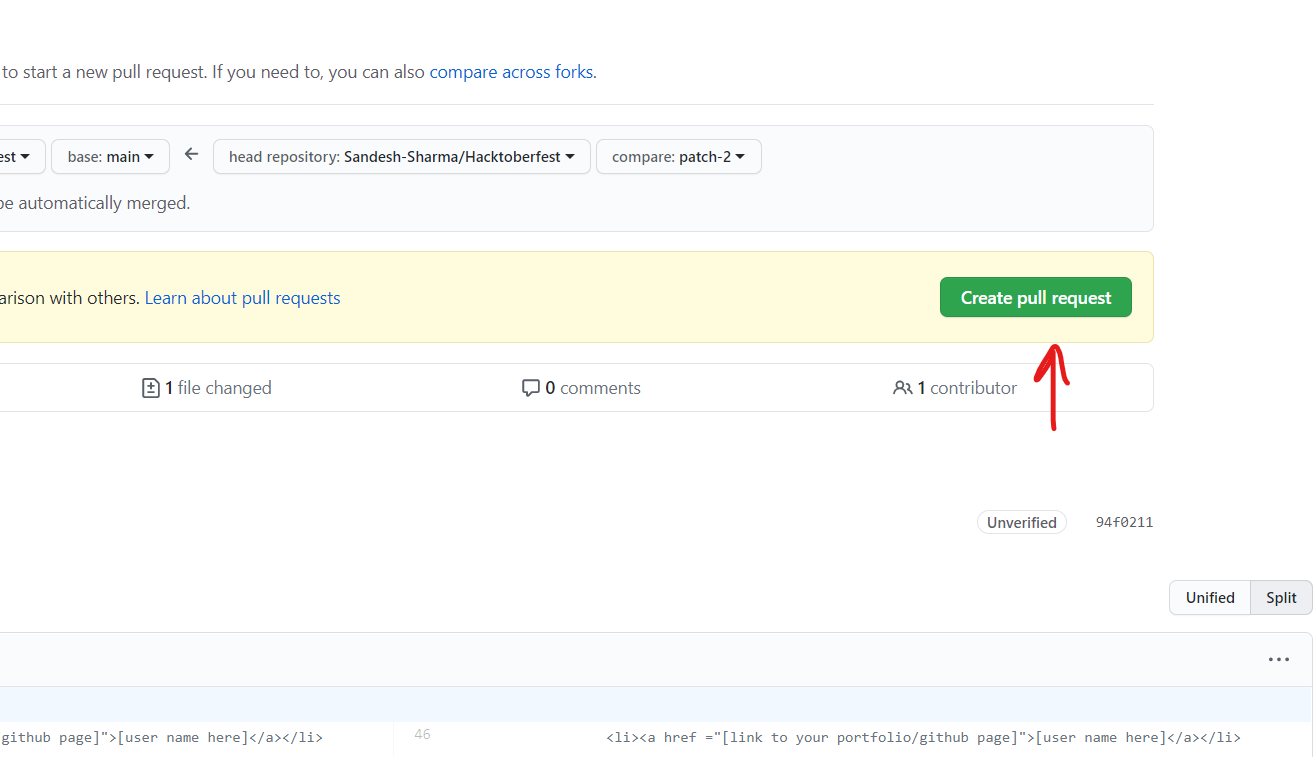 to start a new pull request. If you need to, you can also compare across forks.
est base: main head repository: Sandesh-Sharma/Hacktoberfest compare: patch-2
be automatically merged.
arison with others. Learn about pull requests Create pull request
1 file changed 0 comments 1 contributor
Unverified 94f0211
Unified Split
github page]">[user name here]</a></li> 46 <li><a href ="[link to your portfolio/github page]">[user name here]</a></li>